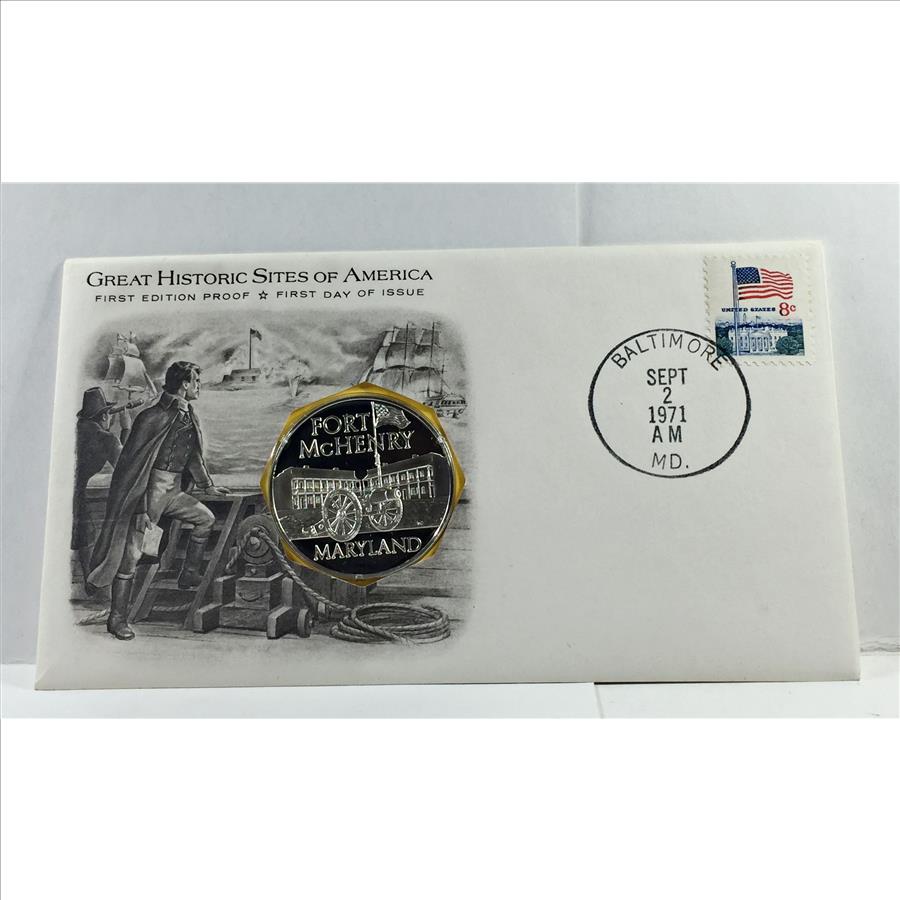 GREAT HISTORIC SITES OF AMERICA
FIRST EDITION PROOF ☆ FIRST DAY OF ISSUE
UNITED STATES 8c
BALTIMORE
SEPT
2
1971
AM
MD.
FORT
MCHENRY
MARYLAND